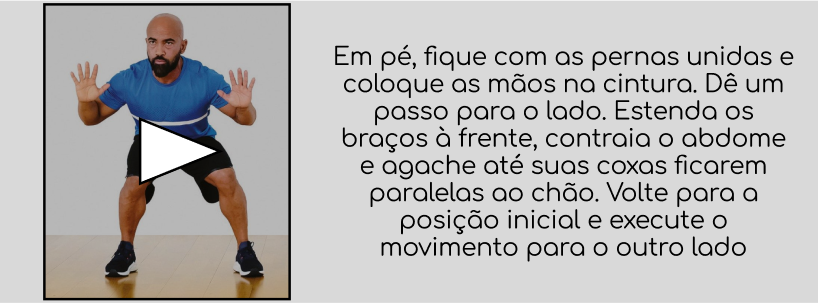 Em pé, fique com as pernas unidas e
coloque as mãos na cintura. Dê um
passo para o lado. Estenda os
braços à frente, contraia o abdome
e agache até suas coxas ficarem
paralelas ao chão. Volte para a
posição inicial e execute o
movimento para o outro lado